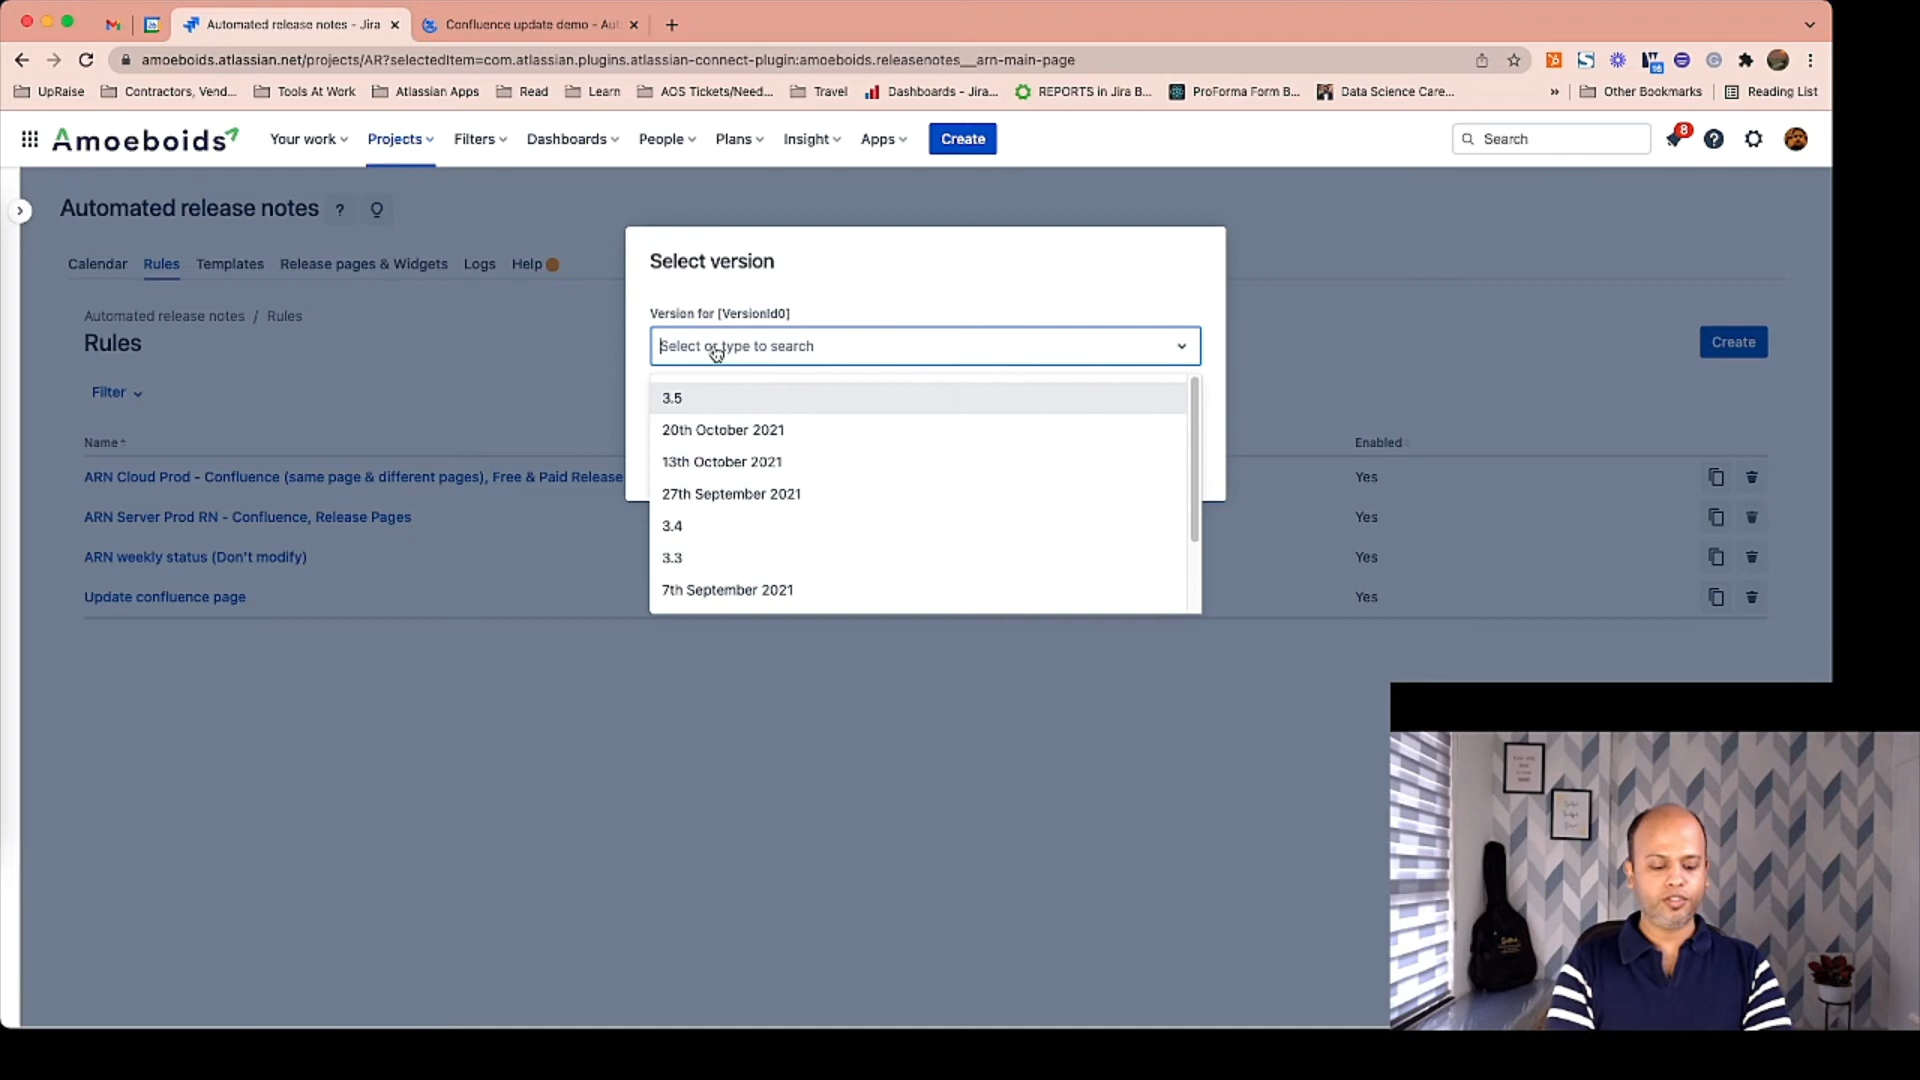 Automated release notes - Jira
Confluence update demo - Aut
amoeboids.atlassian.net/projects/AR?selectedItem=com.atlassian.plugins.atlassian-connect-plugin:amoeboids.releasenotes__arn-main-page
UpRaise
Contractors, Vend...
Tools At Work
Atlassian Apps
Read
Learn
AOS Tickets/Need...
Travel
Dashboards - Jira...
REPORTS in Jira B...
ProForma Form B...
Data Science Care...
»
Other Bookmarks
Reading List
Amoeboids
Your work
Projects
Filters
Dashboards
People
Plans
Insight
Apps
Create
Search
8
Automated release notes ?
Calendar
Rules
Templates
Release pages & Widgets
Logs
Help
Automated release notes / Rules
Rules
Create
Filter
Name
Enabled
ARN Cloud Prod - Confluence (same page & different pages), Free & Paid Release
Yes
ARN Server Prod RN - Confluence, Release Pages
Yes
ARN weekly status (Don't modify)
Yes
Update confluence page
Yes
Select version
Version for [VersionId0]
Select or type to search
3.5
20th October 2021
13th October 2021
27th September 2021
3.4
3.3
7th September 2021